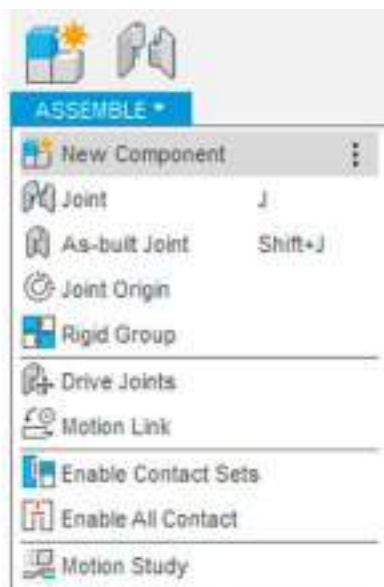 ASSEMBLE
New Component
Joint J
As-built Joint Shift+J
Joint Origin
Rigid Group
Drive Joints
Motion Link
Enable Contact Sets
Enable All Contact
Motion Study